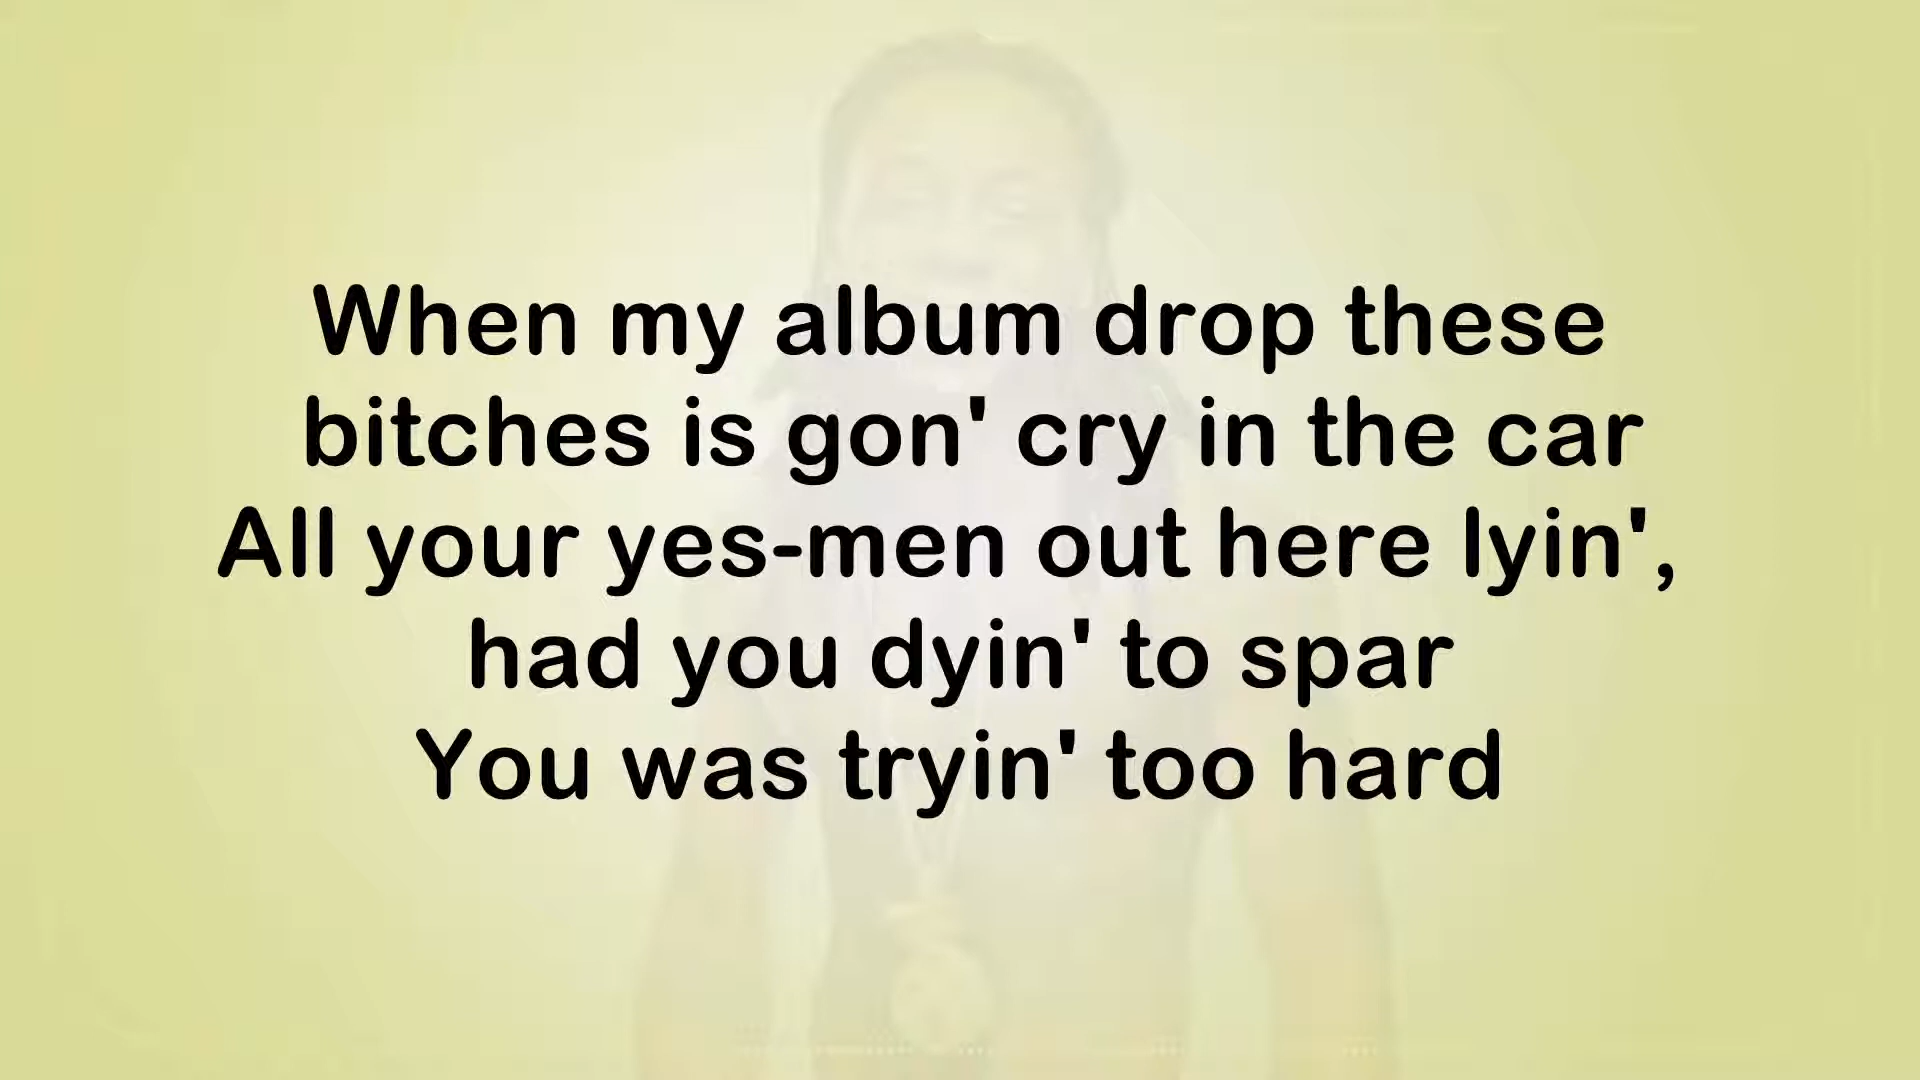 When my album drop these
bitches is gon' cry in the car
All your yes-men out here lyin',
had you dyin' to spar
You was tryin' too hard